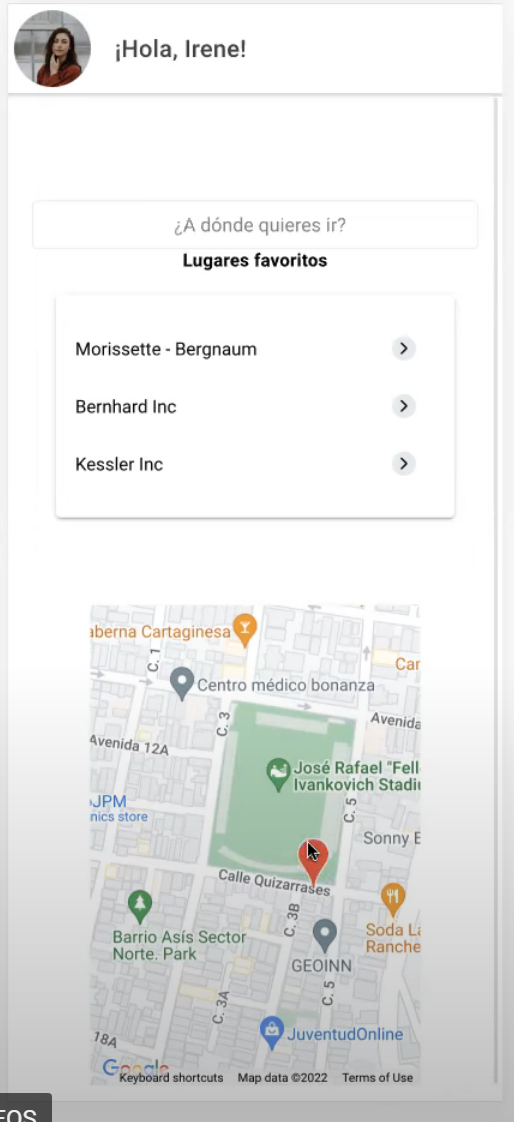 ¡Hola, Irene!
¿A dónde quieres ir?
Lugares favoritos
Morissette - Bergnaum
Bernhard Inc
Kessler Inc
aberna Cartaginesa
C. 1
Car
Centro médico bonanza
C. 3
Avenida
Avenida 12A
José Rafael "Fell
Ivankovich Stadi
JPM
nics store
C. 5
Sonny
Calle Quizarrases
C. 3B
Soda La
Ranche
Barrio Asís Sector
Norte. Park
GEOINN
C. 5
C. 3A
JuventudOnline
18A
Google
Keyboard shortcuts Map data ©2022 Terms of Use
EOS